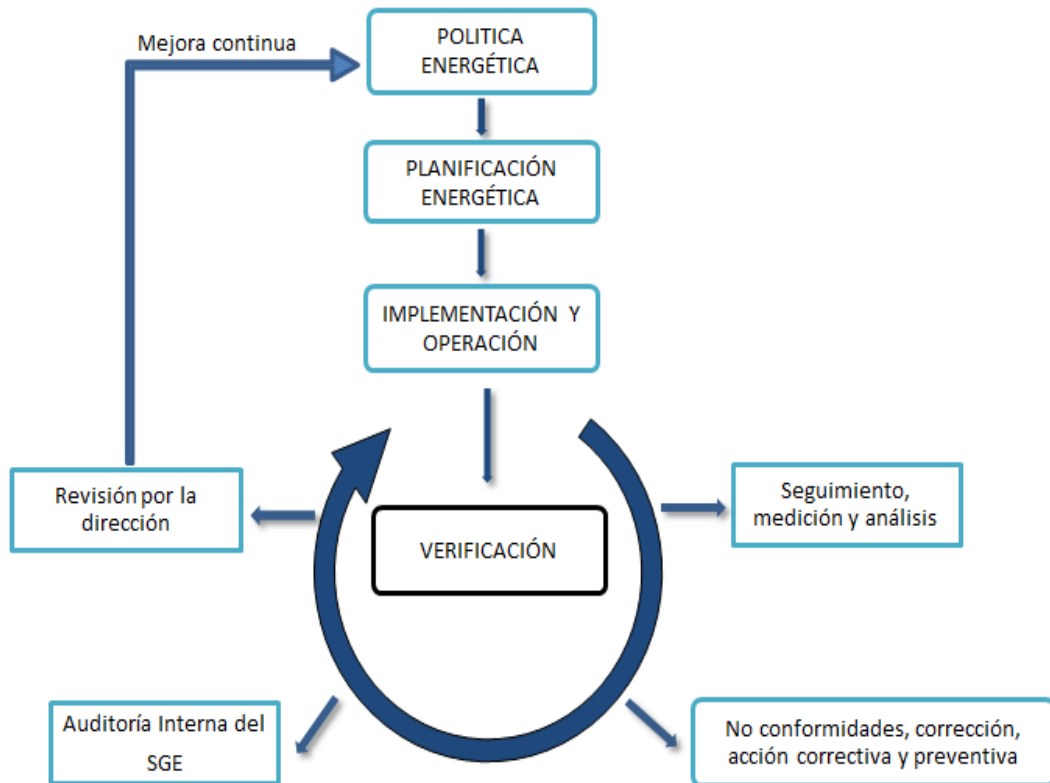 Mejora continua
POLITICA
ENERGÉTICA
PLANIFICACIÓN
ENERGÉTICA
IMPLEMENTACIÓN Y
OPERACIÓN
Revisión por la
dirección
VERIFICACIÓN
Seguimiento,
medición y análisis
Auditoría Interna del
SGE
No conformidades, corrección,
acción correctiva y preventiva